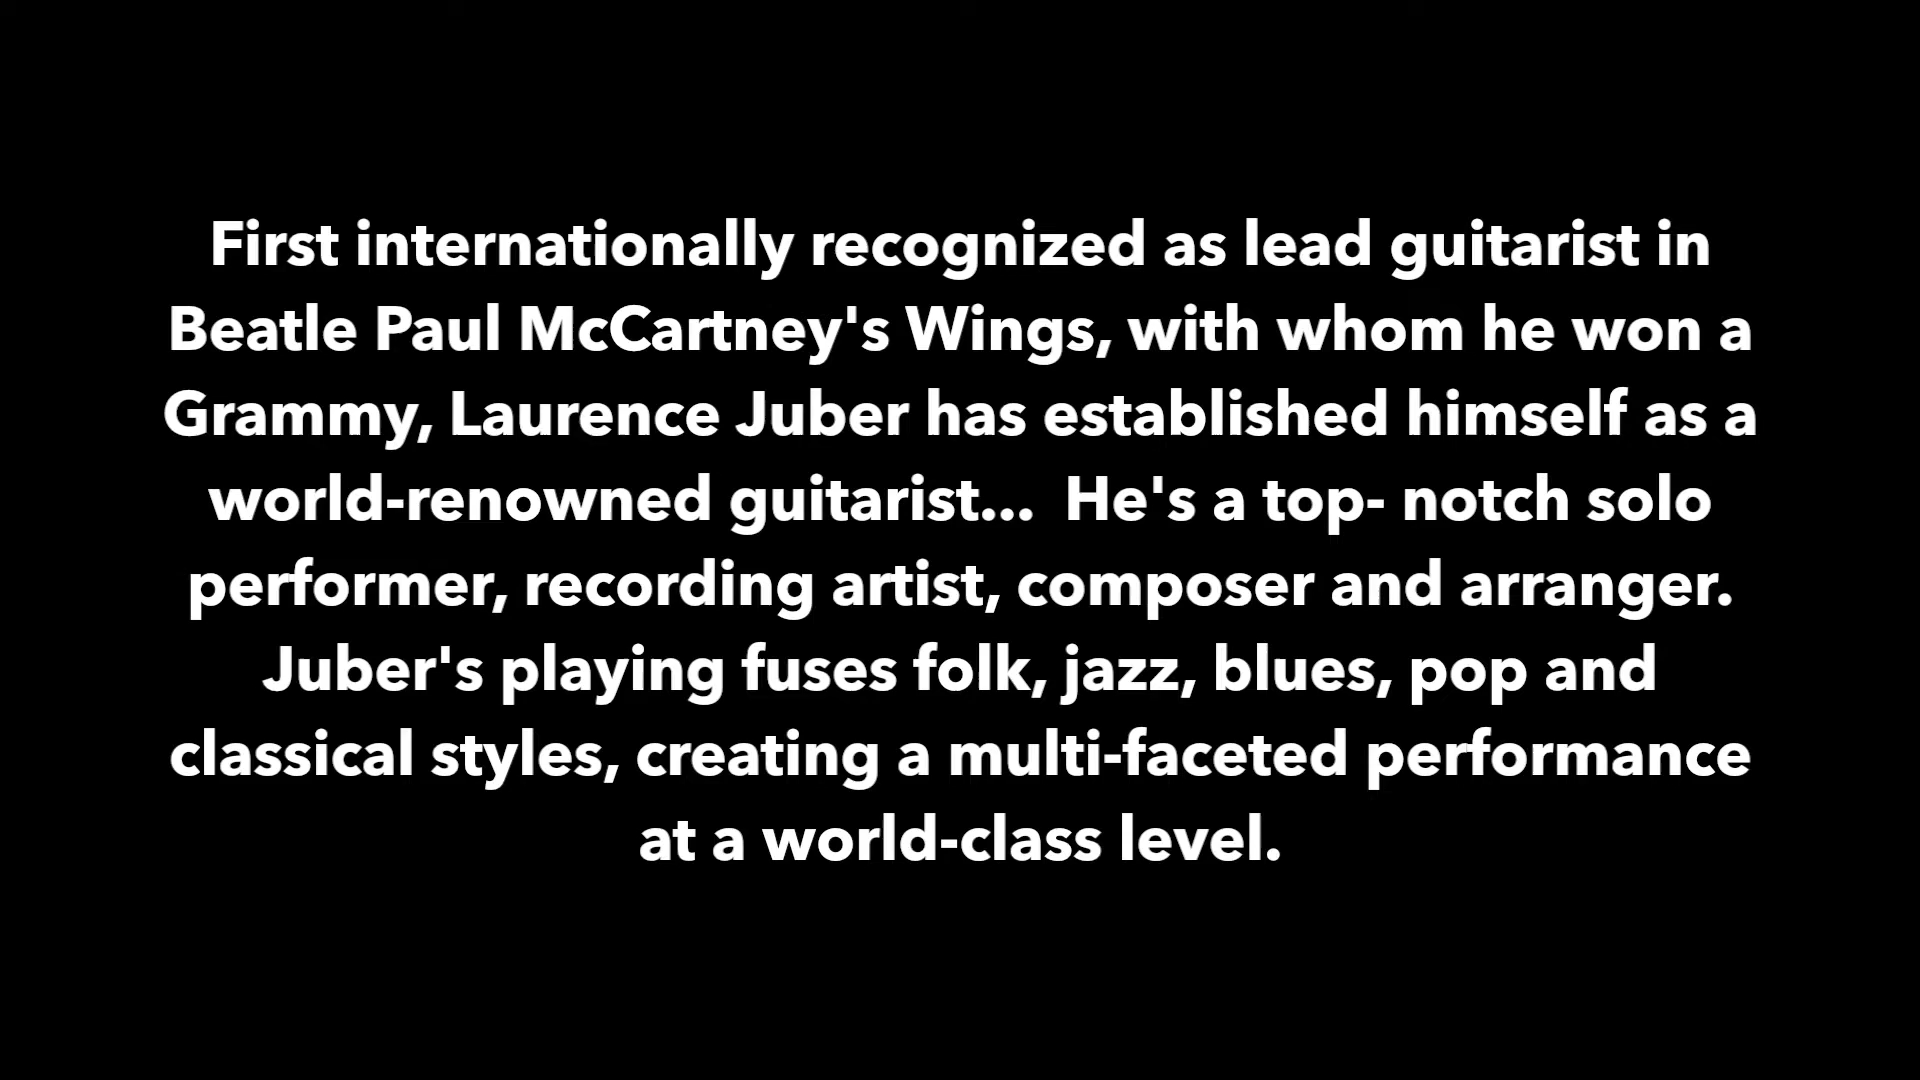 First internationally recognized as lead guitarist in
Beatle Paul McCartney's Wings, with whom he won a
Grammy, Laurence Juber has established himself as a
world-renowned guitarist...  He's a top- notch solo
performer, recording artist, composer and arranger.
Juber's playing fuses folk, jazz, blues, pop and
classical styles, creating a multi-faceted performance
at a world-class level.